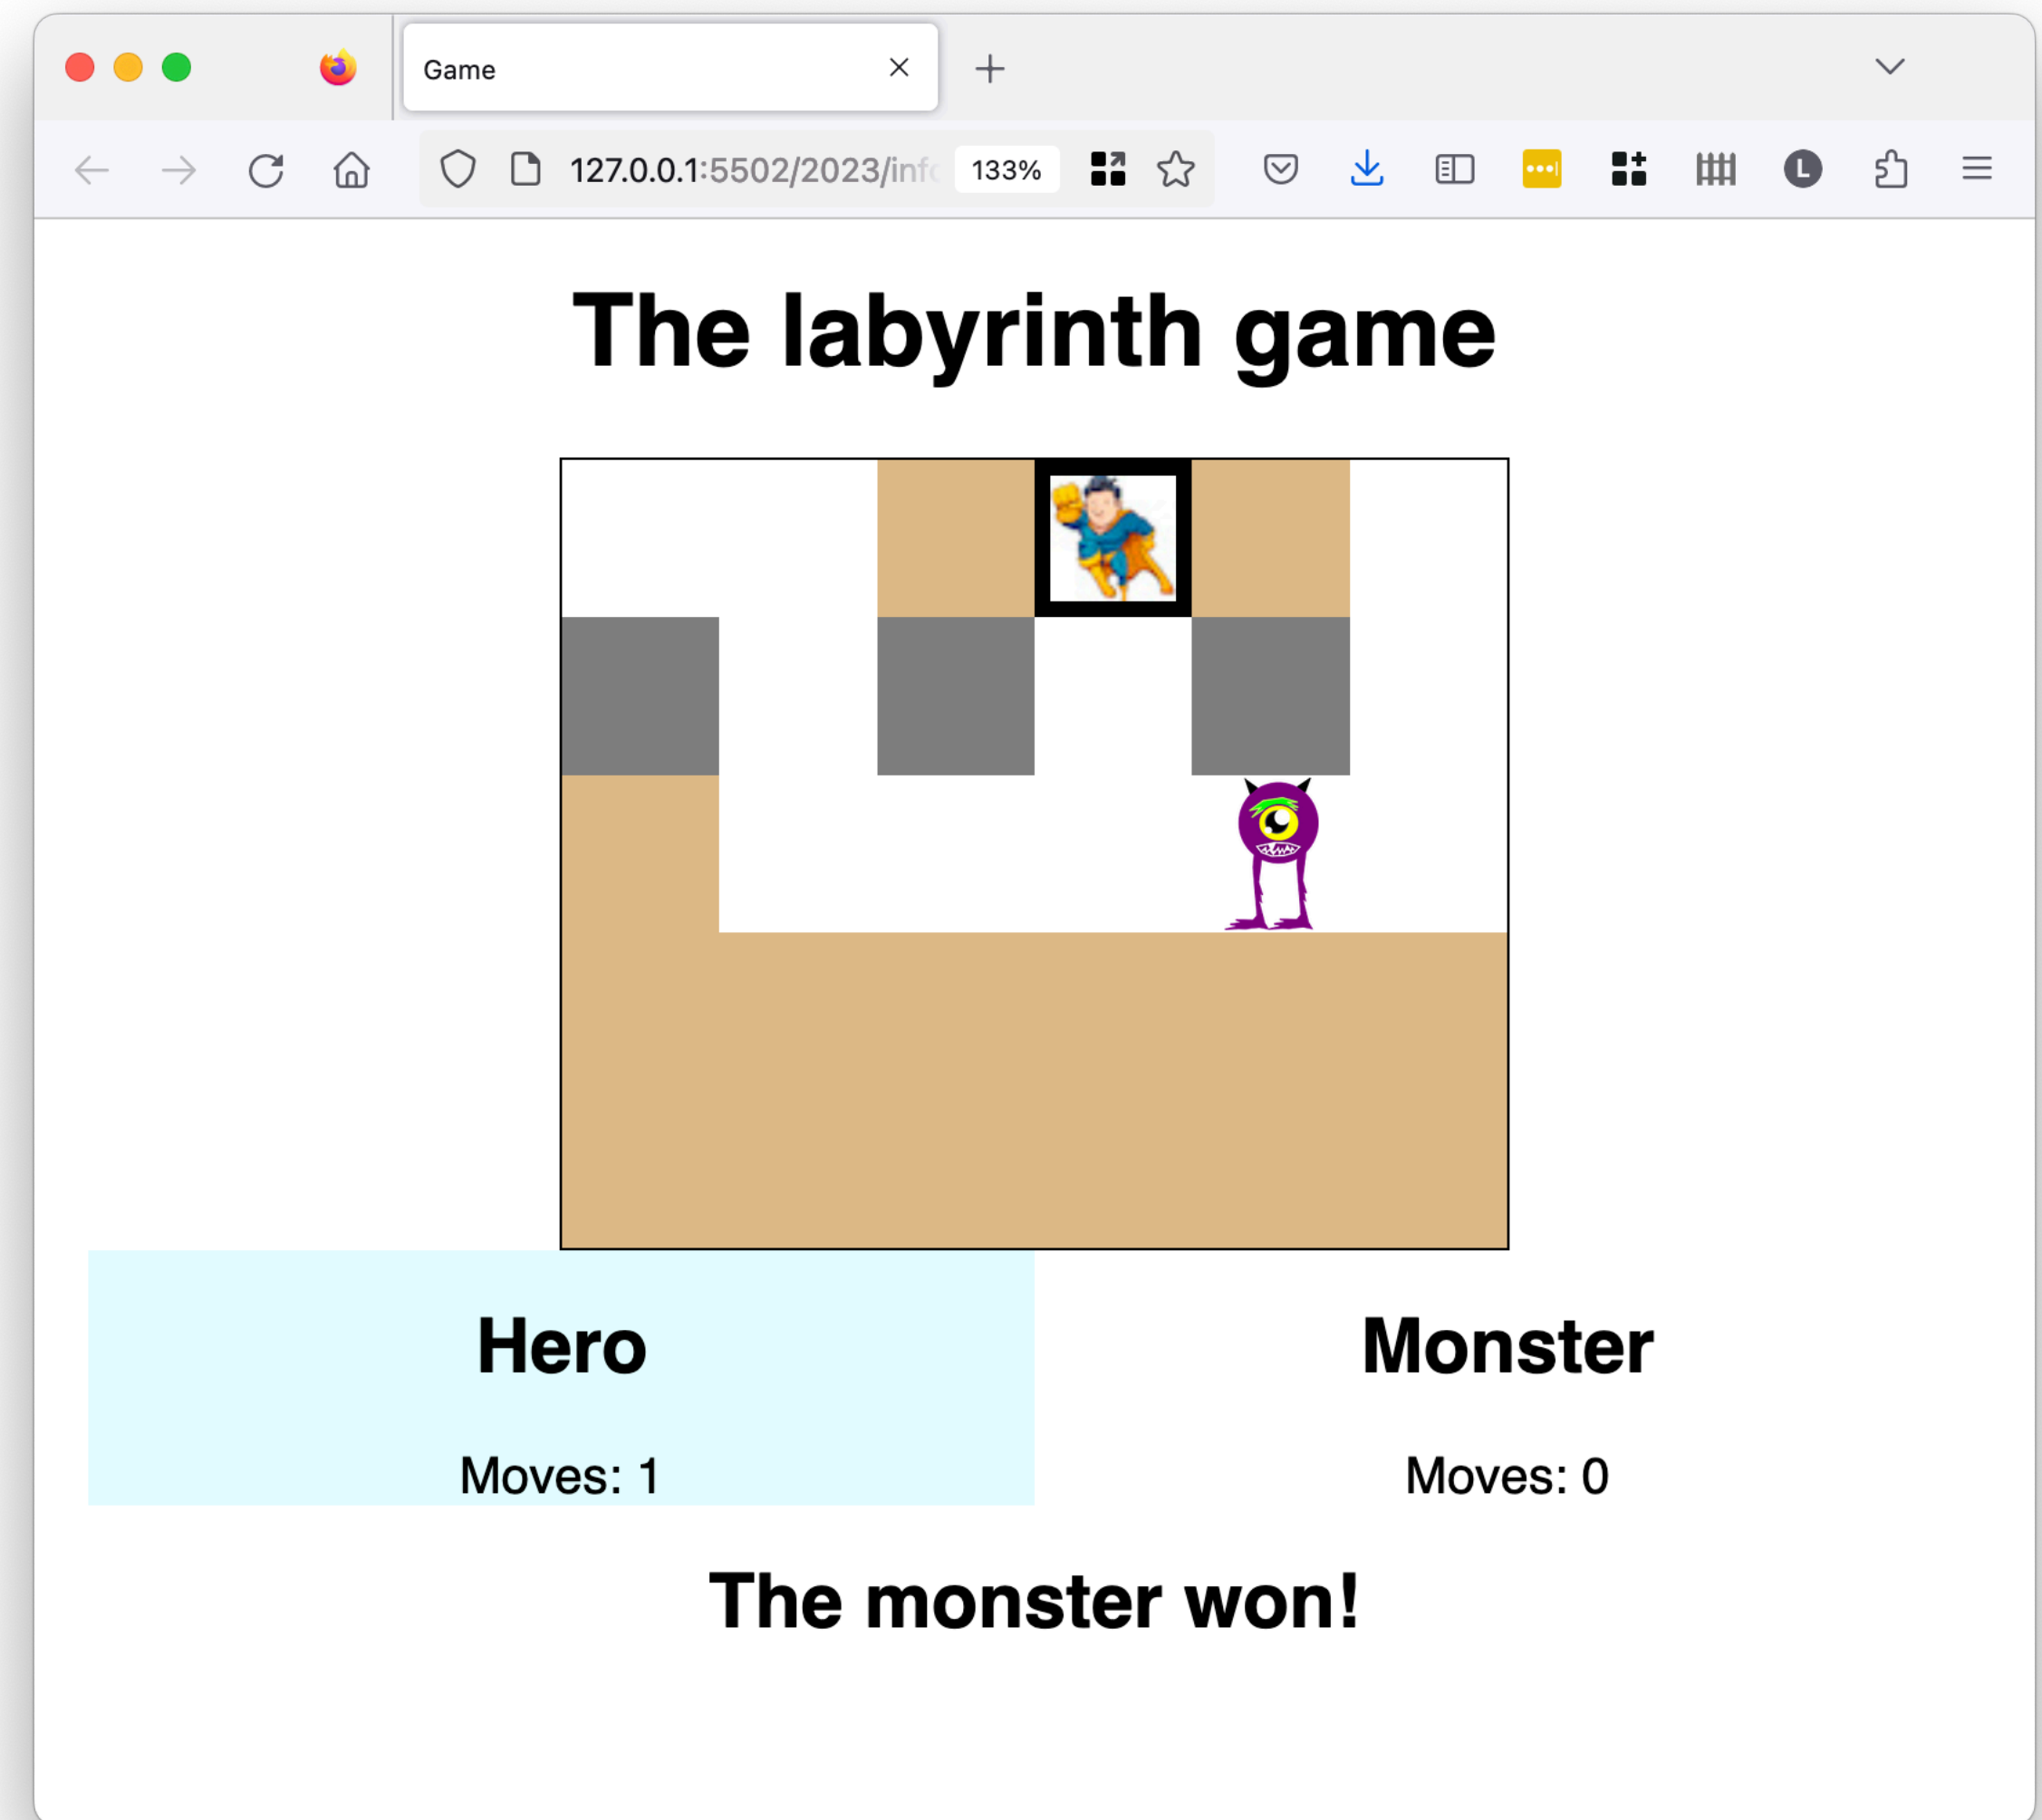 Game
127.0.0.1:5502/2023/info
133%
L
The labyrinth game
Hero
Monster
Moves: 1
Moves: 0
The monster won!